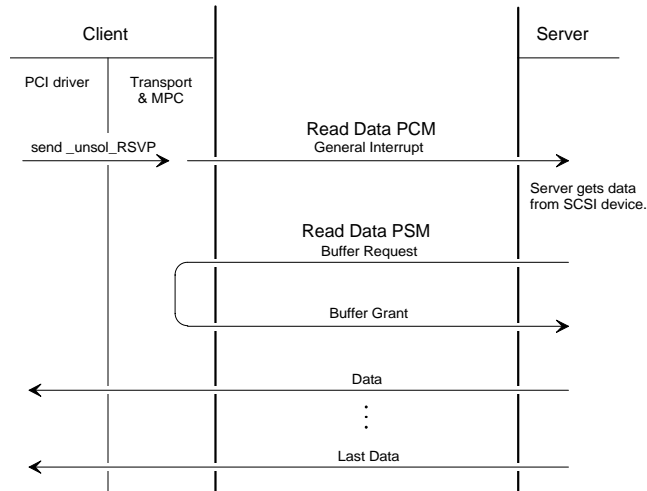 Client
Server
PCI driver
Transport
& MPC
Read Data PCM
send _unsol_RSVP
General Interrupt
Server gets data
from SCSI device.
Read Data PSM
Buffer Request
Buffer Grant
Data
Last Data